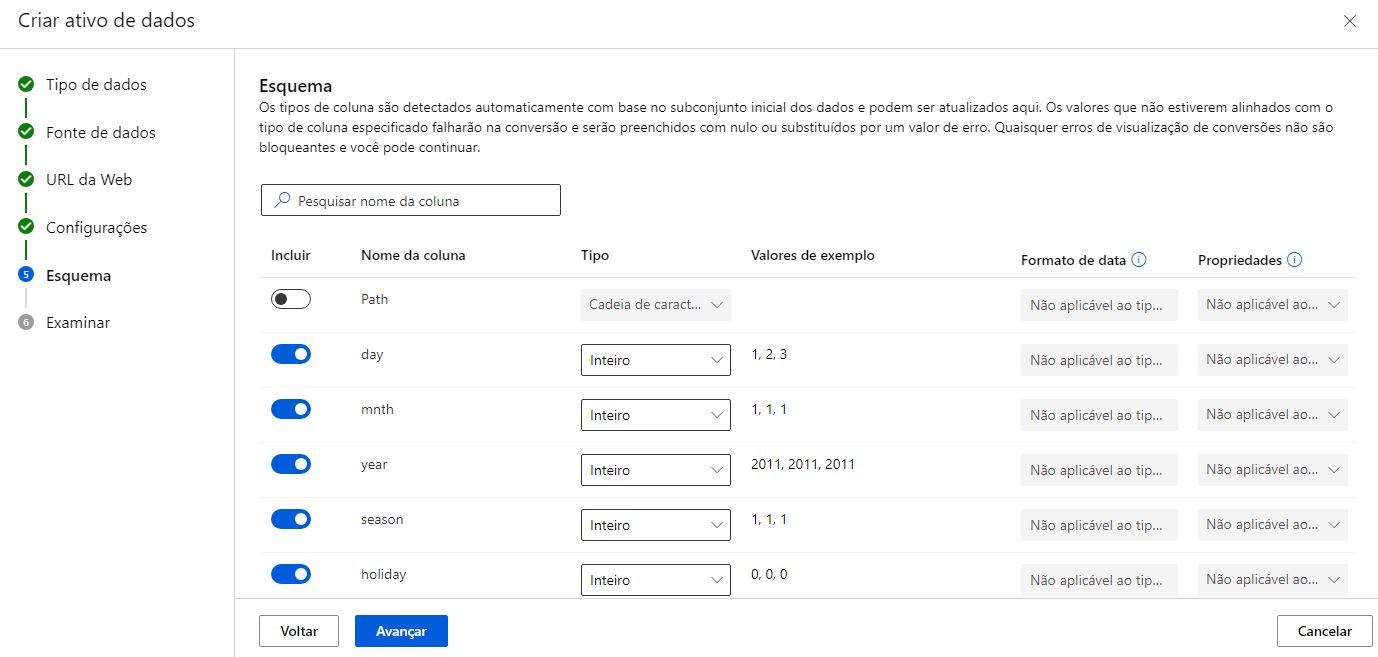 Criar ativo de dados
Tipo de dados
Fonte de dados
URL da Web
Configurações
5 Esquema
6 Examinar
Esquema
Os tipos de coluna são detectados automaticamente com base no subconjunto inicial dos dados e podem ser atualizados aqui. Os valores que não estiverem alinhados com o
tipo de coluna especificado falharão na conversão e serão preenchidos com nulo ou substituídos por um valor de erro. Quaisquer erros de visualização de conversões não são
bloqueantes e você pode continuar.
Pesquisar nome da coluna
Incluir Nome da coluna Tipo Valores de exemplo Formato de data Propriedades
Path Cadeia de caract... Não aplicável ao tip... Não aplicável ao...
day Inteiro 1, 2, 3 Não aplicável ao tip... Não aplicável ao...
mnth Inteiro 1, 1, 1 Não aplicável ao tip... Não aplicável ao...
year Inteiro 2011, 2011, 2011 Não aplicável ao tip... Não aplicável ao...
season Inteiro 1, 1, 1 Não aplicável ao tip... Não aplicável ao...
holiday Inteiro 0, 0, 0 Não aplicável ao tip... Não aplicável ao...
Voltar Avançar Cancelar